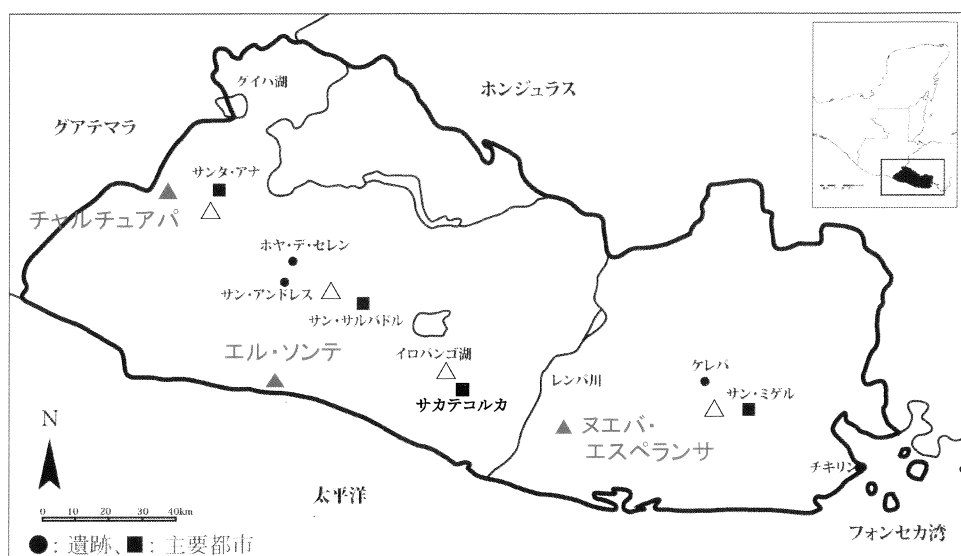 グイハ湖
ホンジュラス
グアテマラ
サンタ・アナ
チャルチュアパ
ホヤ・デ・セレン
サン・アンドレス
サン・サルバドル
エル・ソンテ
イロパンゴ湖
サカテコルカ
レンパ川
ケレパ
サン・ミゲル
ヌエバ・
エスペランサ
チキリン
フォンセカ湾
太平洋
N
0 10 20 30 40km
●:遺跡、■:主要都市